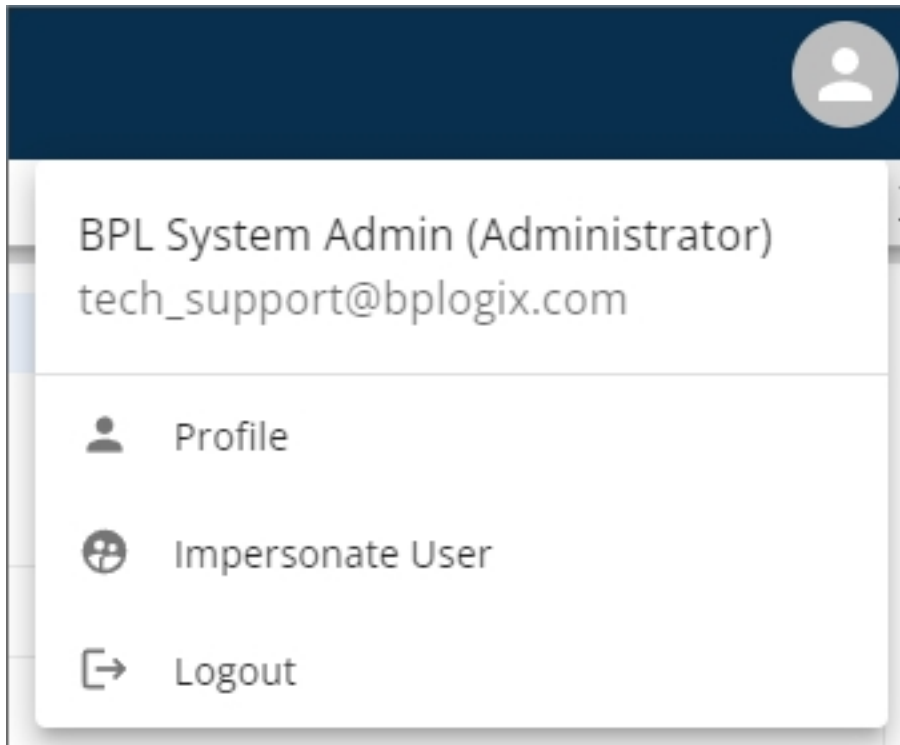 BPL System Admin (Administrator)
tech_support@bplogix.com
Profile
Impersonate User
Logout